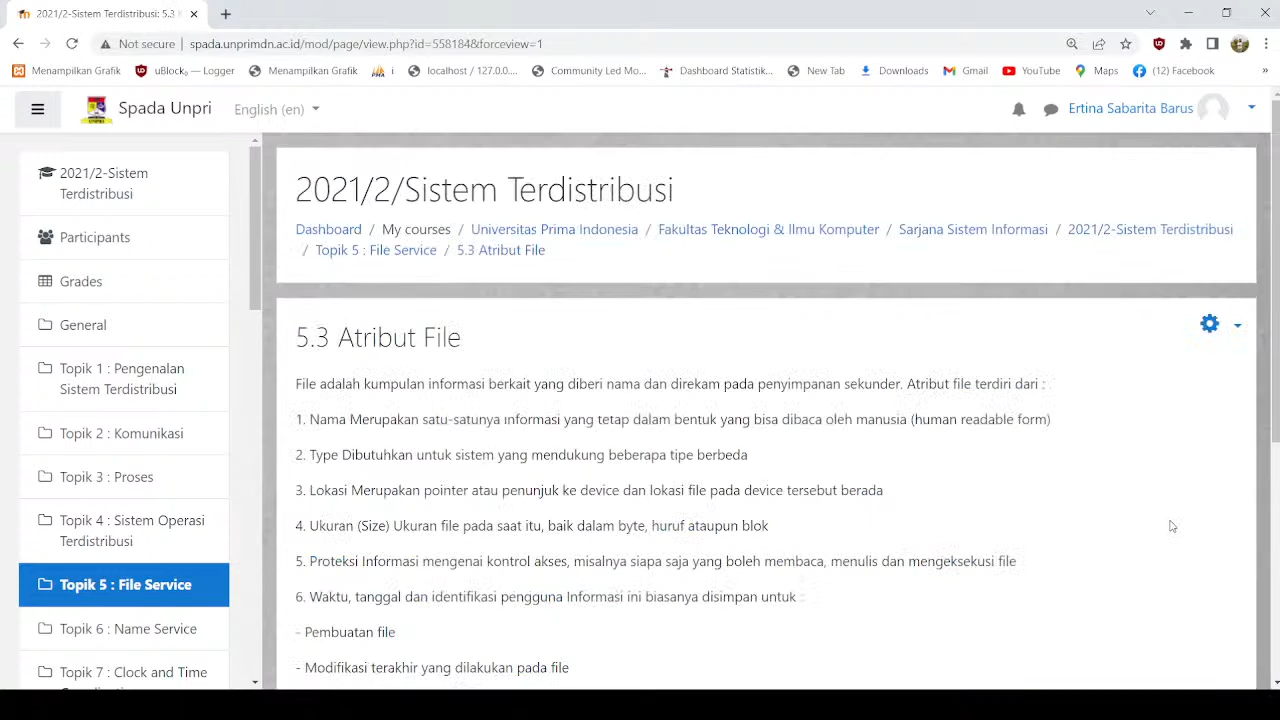 2021/2-Sistem Terdistribusi: 5.3
Not secure
spada.unprimdn.ac.id/mod/page/view.php?id=558184&forceview=1
Menampilkan Grafik
uBlock₀ — Logger
Menampilkan Grafik
i
localhost / 127.0.0....
Community Led Mo...
Dashboard Statistik...
New Tab
Downloads
Gmail
YouTube
Maps
(12) Facebook
»
Spada Unpri
English (en)
Ertina Sabarita Barus
2021/2-Sistem
Terdistribusi
Participants
Grades
General
Topik 1 : Pengenalan
Sistem Terdistribusi
Topik 2 : Komunikasi
Topik 3 : Proses
Topik 4 : Sistem Operasi
Terdistribusi
Topik 5 : File Service
Topik 6 : Name Service
Topik 7 : Clock and Time
2021/2/Sistem Terdistribusi
Dashboard / My courses / Universitas Prima Indonesia / Fakultas Teknologi & Ilmu Komputer / Sarjana Sistem Informasi / 2021/2-Sistem Terdistribusi
/ Topik 5 : File Service / 5.3 Atribut File
5.3 Atribut File
File adalah kumpulan informasi berkait yang diberi nama dan direkam pada penyimpanan sekunder. Atribut file terdiri dari :
1. Nama Merupakan satu-satunya informasi yang tetap dalam bentuk yang bisa dibaca oleh manusia (human readable form)
2. Type Dibutuhkan untuk sistem yang mendukung beberapa tipe berbeda
3. Lokasi Merupakan pointer atau penunjuk ke device dan lokasi file pada device tersebut berada
4. Ukuran (Size) Ukuran file pada saat itu, baik dalam byte, huruf ataupun blok
5. Proteksi Informasi mengenai kontrol akses, misalnya siapa saja yang boleh membaca, menulis dan mengeksekusi file
6. Waktu, tanggal dan identifikasi pengguna Informasi ini biasanya disimpan untuk :
- Pembuatan file
- Modifikasi terakhir yang dilakukan pada file